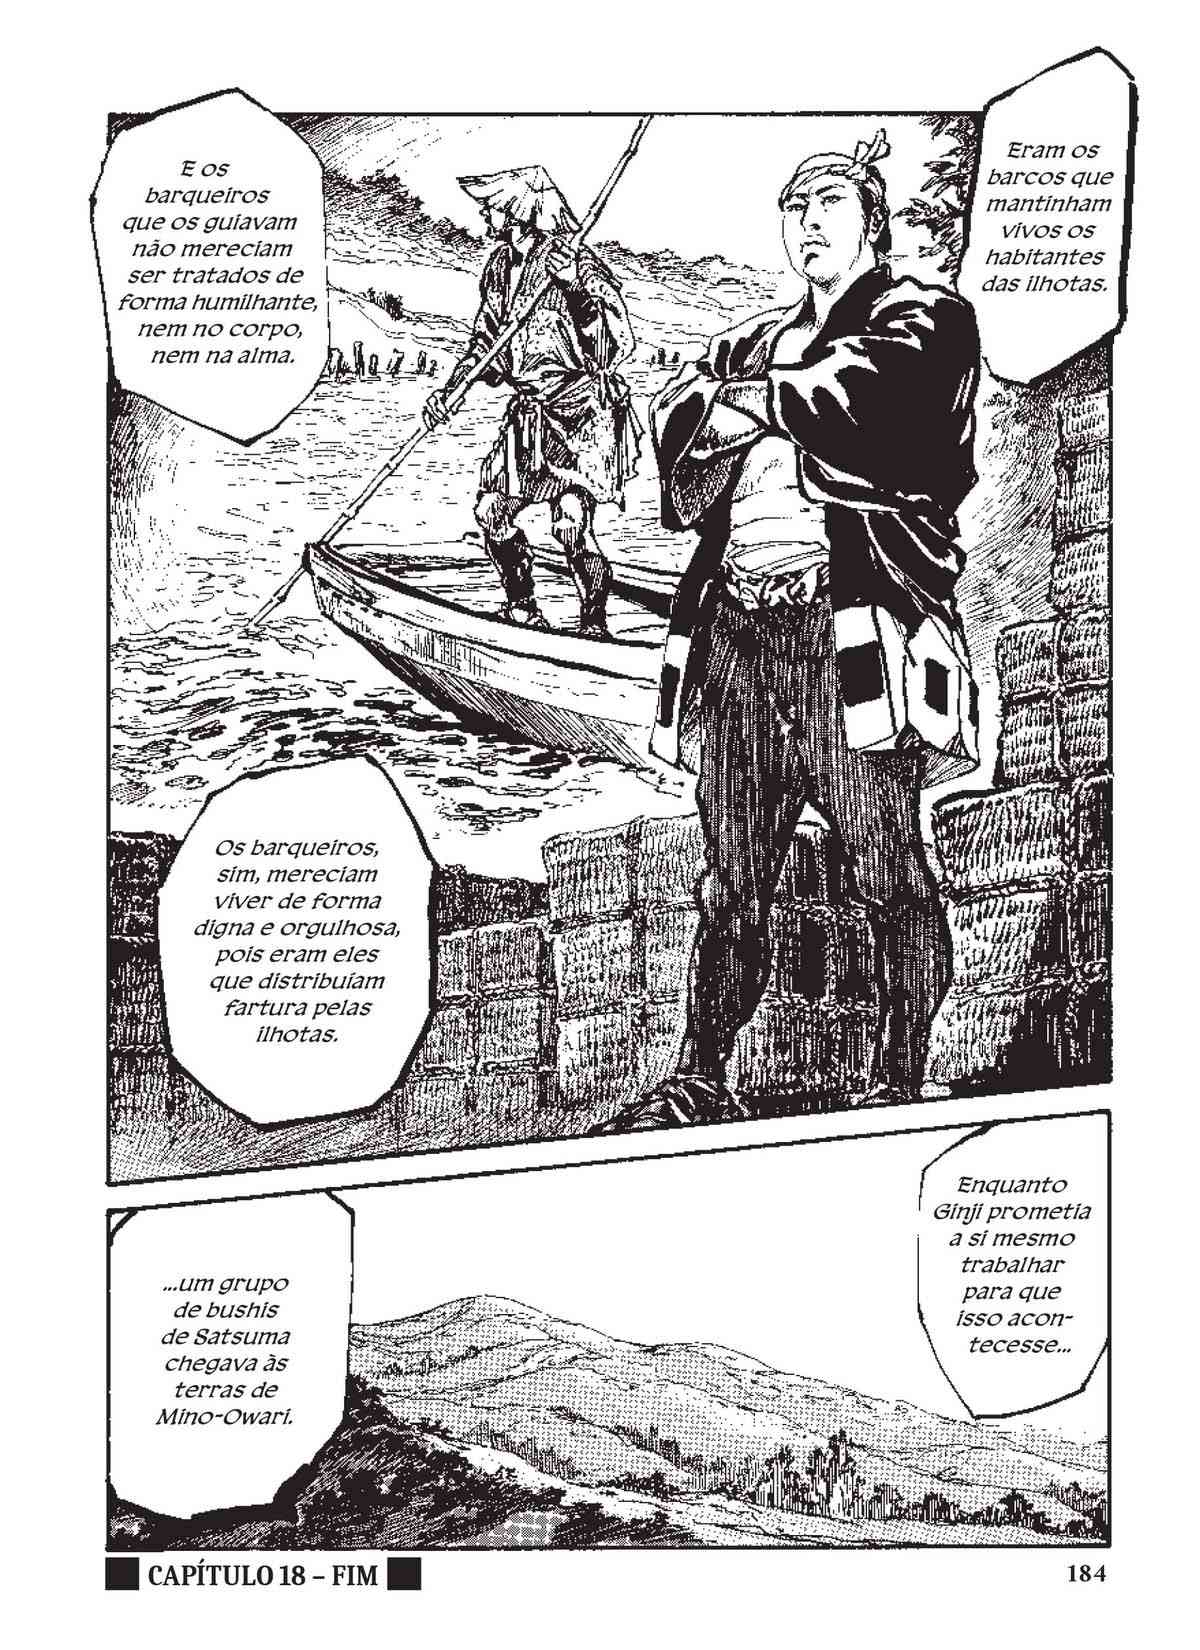 Eram os
barcos que
mantinham
vivos os
habitantes
das ilhotas.
E os
barqueiros
que os guiavam
não mereciam
ser tratados de
forma humilhante,
nem no corpo,
nem na alma.
Os barqueiros,
sim, mereciam
viver de forma
digna e orgulhosa,
pois eram eles
que distribuíam
fartura pelas
ilhotas.
Enquanto
Ginji prometia
a si mesmo
trabalhar
para que
isso acon-
tecesse...
...um grupo
de bushis
de Satsuma
chegava às
terras de
Mino-Owari.
CAPÍTULO 18 – FIM
184